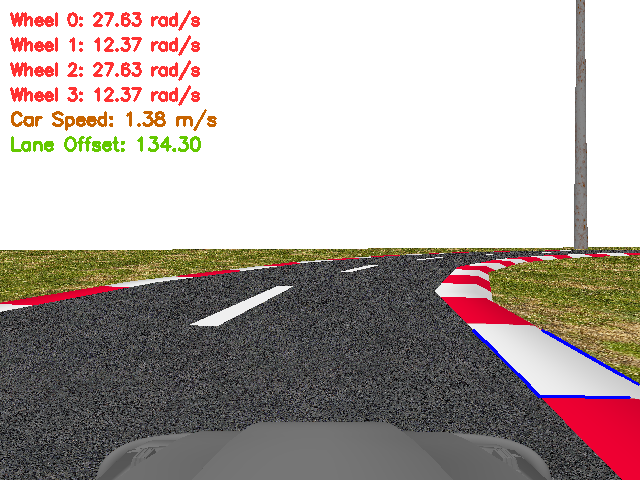 Wheel 0: 27.63 rad/s
Wheel 1: 12.37 rad/s
Wheel 2: 27.63 rad/s
Wheel 3: 12.37 rad/s
Car Speed: 1.38 m/s
Lane Offset: 134.30